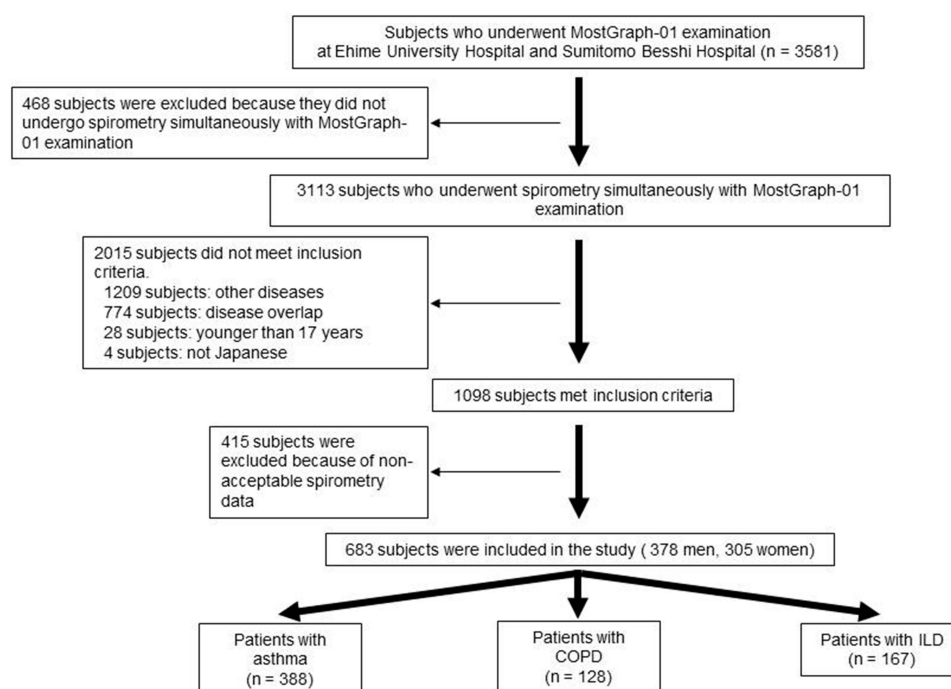 Subjects who underwent MostGraph-01 examination
at Ehime University Hospital and Sumitomo Besshi Hospital (n = 3581)
468 subjects were excluded because they did not
undergo spirometry simultaneously with MostGraph-
01 examination
3113 subjects who underwent spirometry simultaneously with MostGraph-01
examination
2015 subjects did not meet inclusion
criteria.
1209 subjects: other diseases
774 subjects: disease overlap
28 subjects: younger than 17 years
4 subjects: not Japanese
1098 subjects met inclusion criteria
415 subjects were
excluded because of non-
acceptable spirometry
data
683 subjects were included in the study ( 378 men, 305 women)
Patients with
asthma
(n = 388)
Patients with
COPD
(n = 128)
Patients with ILD
(n = 167)